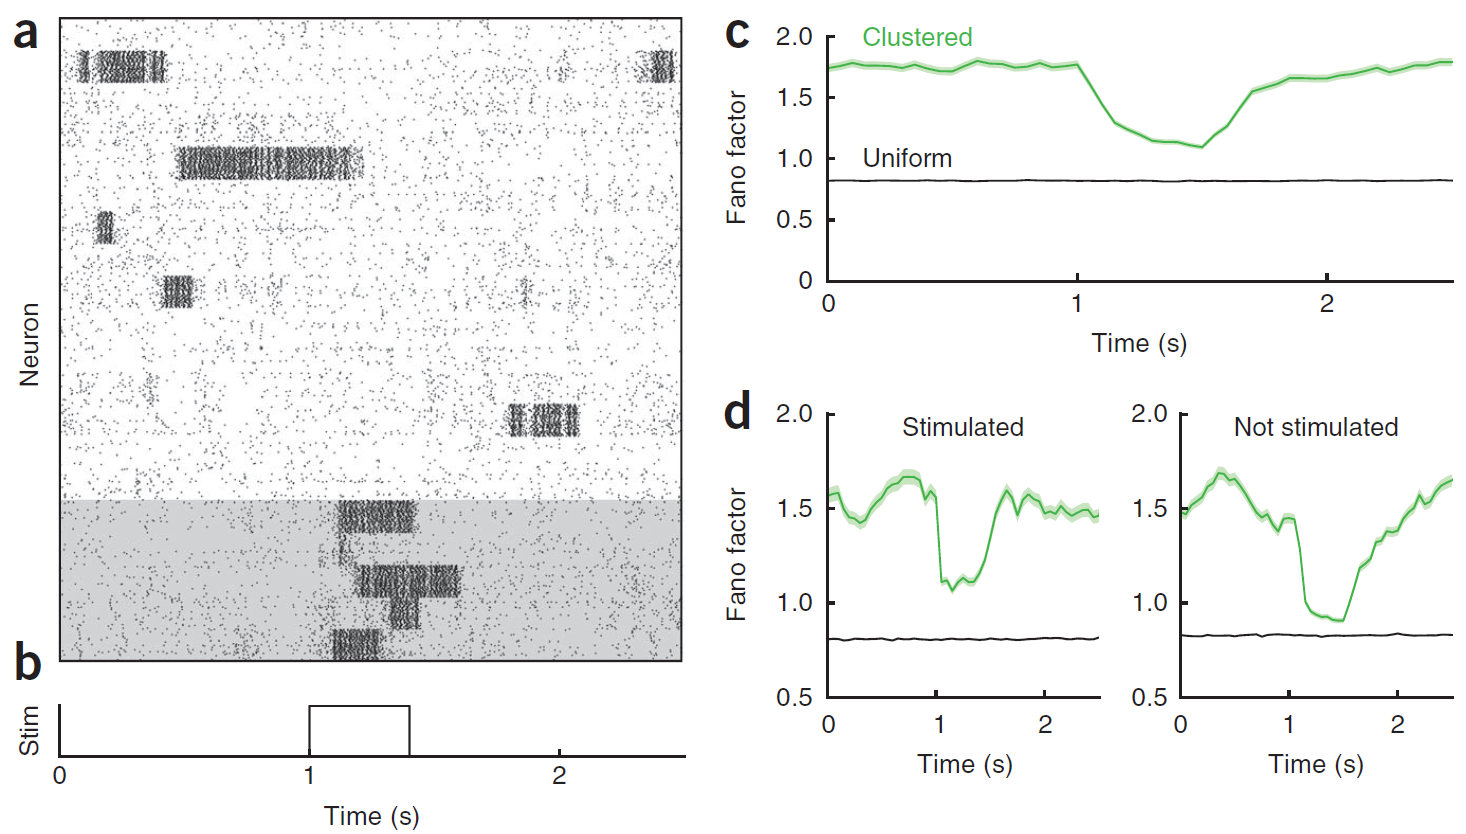 a
Neuron
b
Stim
0 1 2
Time (s)
c
Clustered
Uniform
Fano factor
2.0
1.5
1.0
0.5
0
0 1 2
Time (s)
d
Stimulated
Fano factor
2.0
1.5
1.0
0.5
0 1 2
Time (s)
Not stimulated
2.0
1.5
1.0
0.5
0 1 2
Time (s)